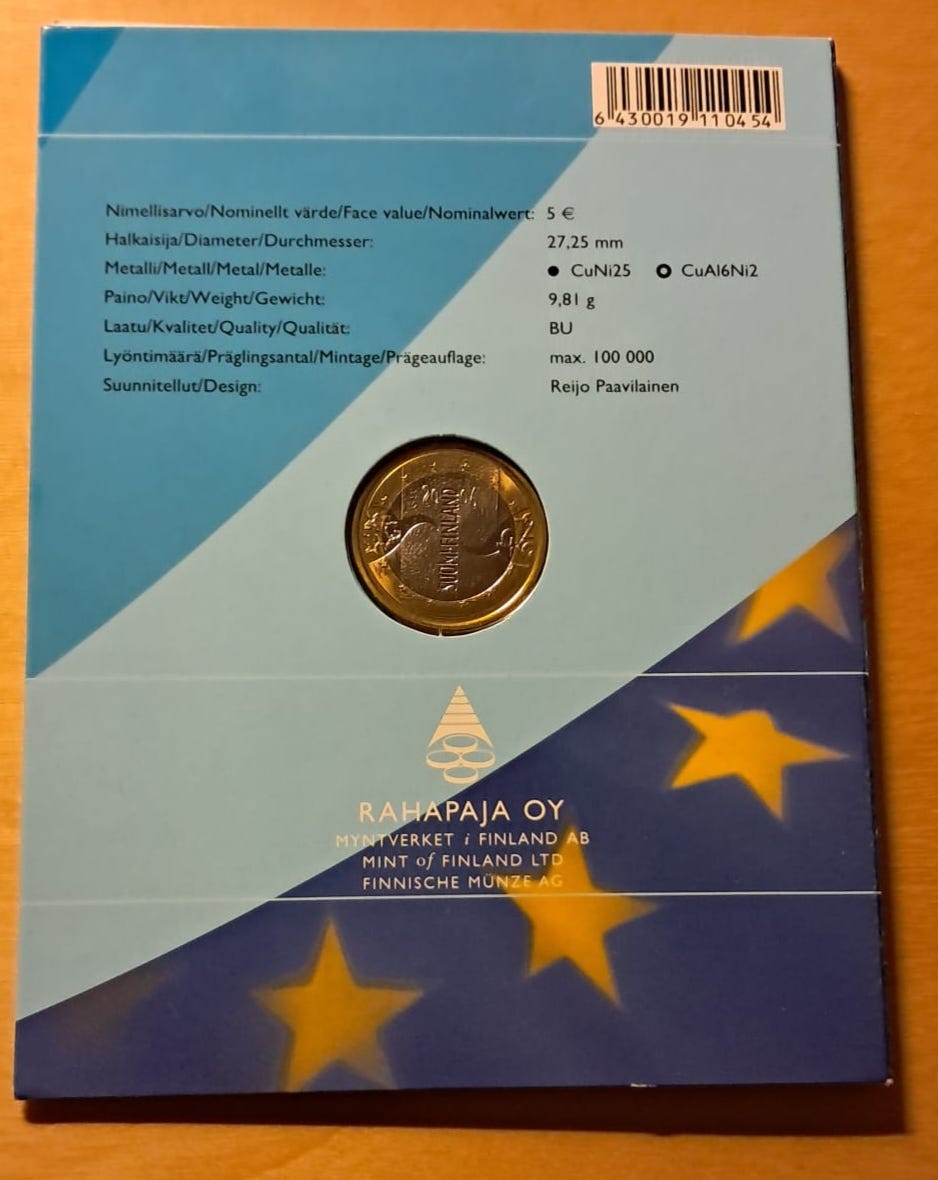 6 430019 110454
Nimellisarvo/Nominellt värde/Face value/Nominalwert: 5 €
Halkaisija/Diameter/Durchmesser: 27,25 mm
Metalli/Metall/Metal/Metalle: ● CuNi25 O CuAl6Ni2
Paino/Vikt/Weight/Gewicht: 9,81 g
Laatu/Kvalitet/Quality/Qualität: BU
Lyöntimäärä/Präglingsantal/Mintage/Prägeauflage: max. 100 000
Suunnitellut/Design: Reijo Paavilainen
SUOMI-FINLAND
RAHAPAJA OY
MYNTVERKET i FINLAND AB
MINT of FINLAND LTD
FINNISCHE MÜNZE AG